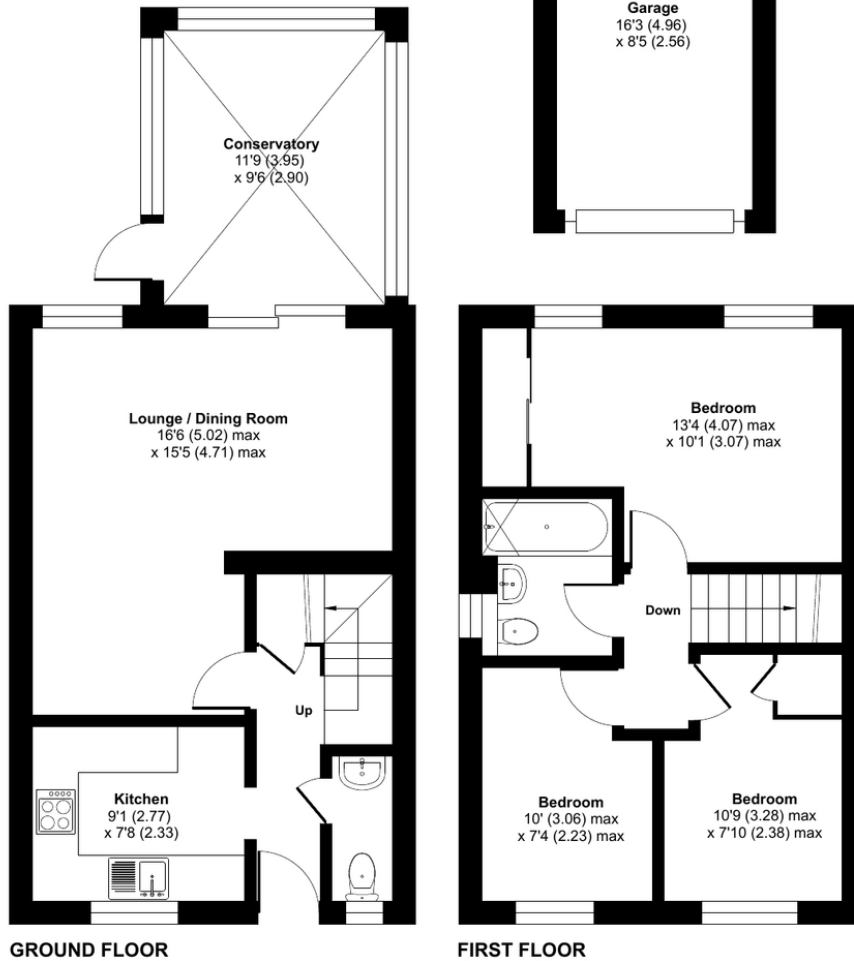 Garage
16'3 (4.96)
x 8'5 (2.56)
Conservatory
11'9 (3.95)
x 9'6 (2.90)
Lounge / Dining Room
16'6 (5.02) max
x 15'5 (4.71) max
Up
Kitchen
9'1 (2.77)
x 7'8 (2.33)
GROUND FLOOR
Bedroom
13'4 (4.07) max
x 10'1 (3.07) max
Down
Bedroom
10' (3.06) max
x 7'4 (2.23) max
Bedroom
10'9 (3.28) max
x 7'10 (2.38) max
FIRST FLOOR